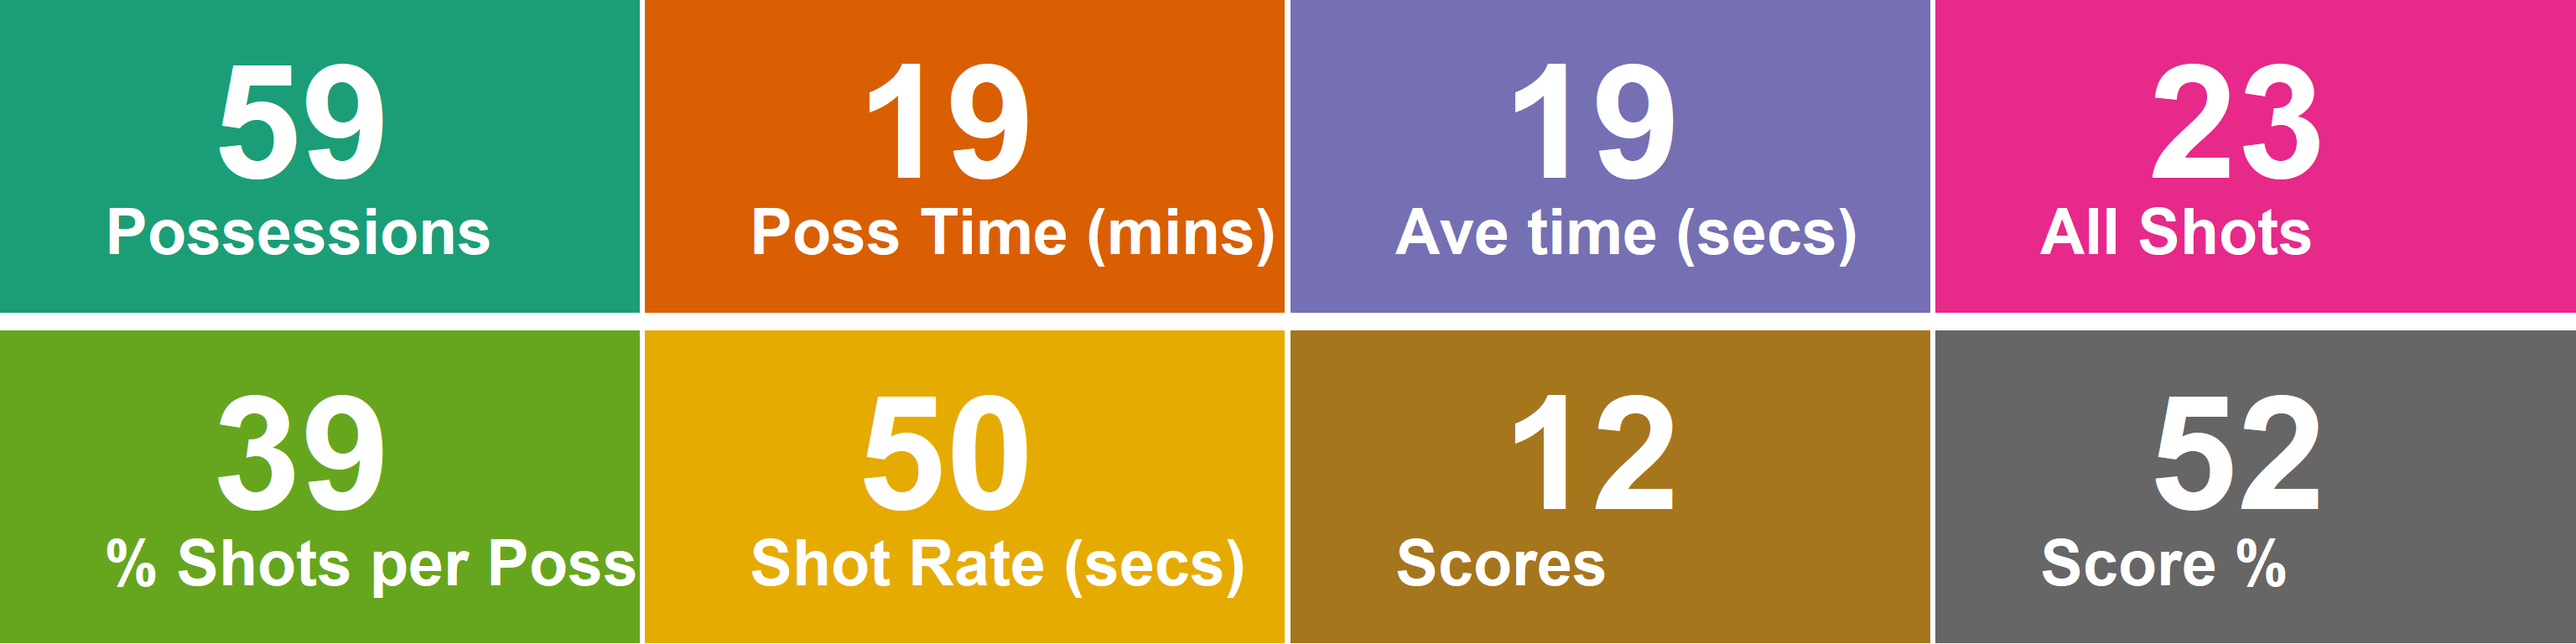 59
Possessions
19
Poss Time (mins)
19
Ave time (secs)
23
All Shots
39
% Shots per Poss
50
Shot Rate (secs)
12
Scores
52
Score %